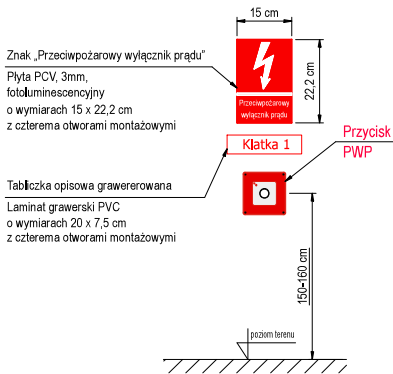 15 cm
Znak „Przeciwpożarowy wyłącznik prądu”
Płyta PCV, 3mm,
fotoluminescencyjny
o wymiarach 15 x 22,2 cm
z czterema otworami montażowymi
22,2 cm
Przeciwpożarowy
wyłącznik prądu
Klatka 1
Przycisk
PWP
Tabliczka opisowa grawererowana
Laminat grawerski PVC
o wymiarach 20 x 7,5 cm
z czterema otworami montażowymi
150-160 cm
poziom terenu